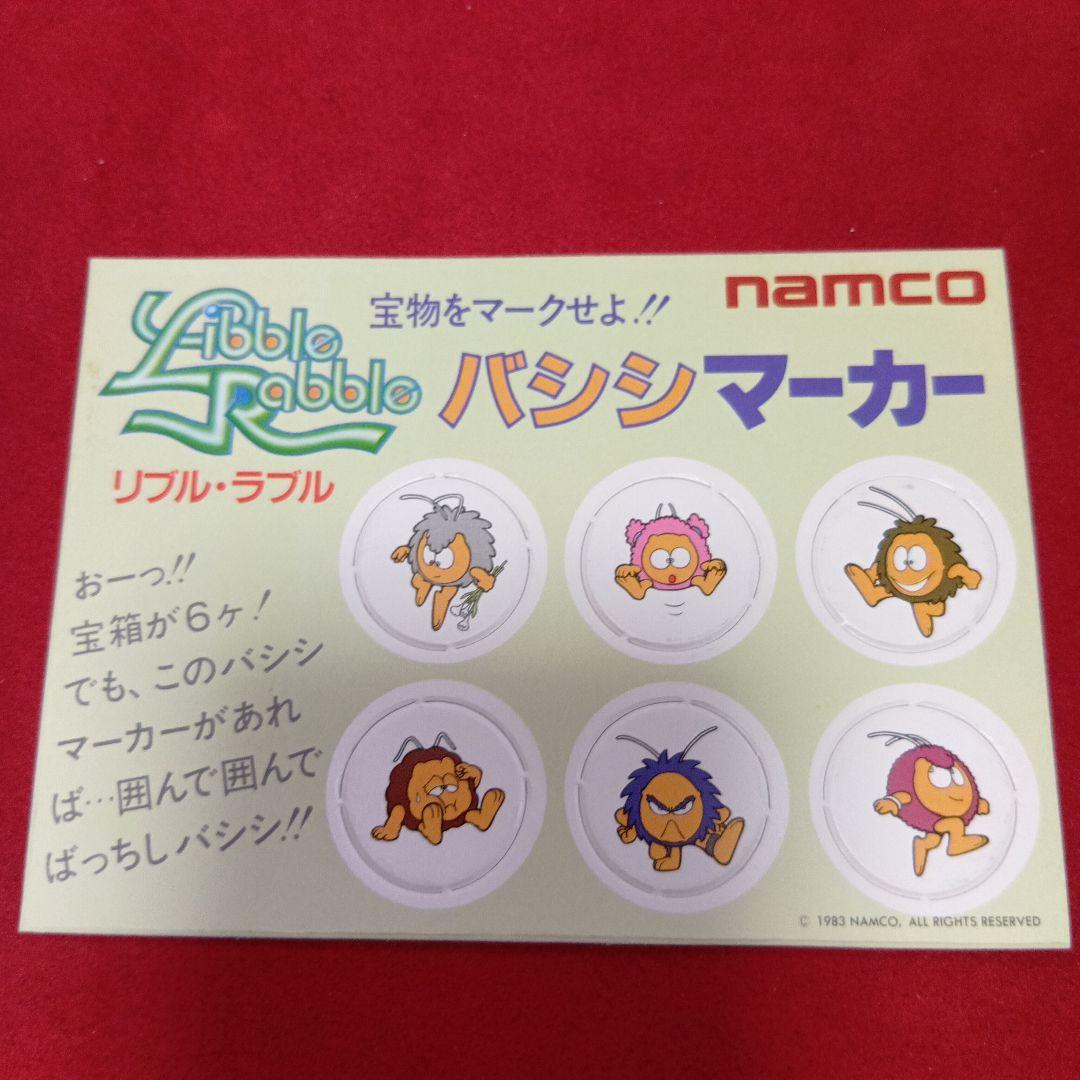 Libble Rabble
リブル・ラブル
宝物をマークせよ!!
namco
バシシマーカー
おーっ!!
宝箱が6ヶ!
でも、このバシシ
マーカーがあれ
ば…囲んで囲んで
ばっちしバシシ!!
© 1983 NAMCO, ALL RIGHTS RESERVED